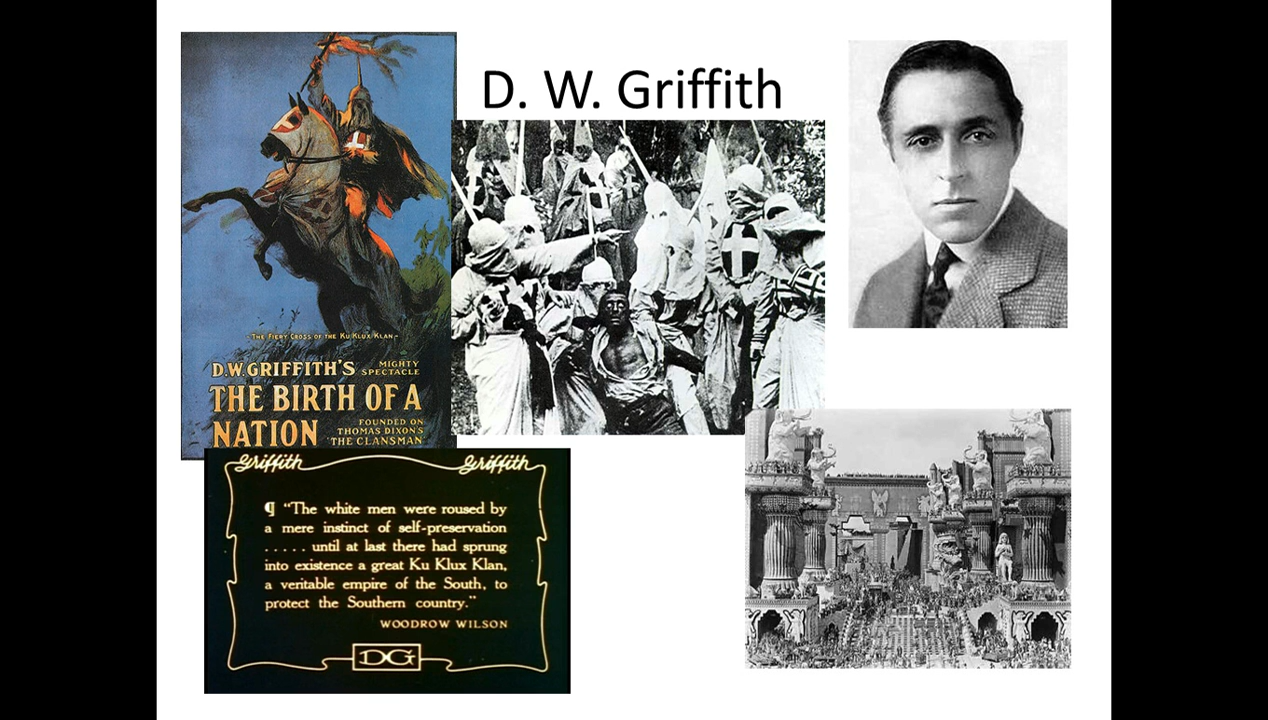 D. W. Griffith
"THE FIERY CROSS OF THE KU KLUX KLAN"
D.W. GRIFFITH'S MIGHTY SPECTACLE
THE BIRTH OF A
NATION
FOUNDED ON
THOMAS DIXON'S
"THE CLANSMAN"
Griffith Griffith
¶ "The white men were roused by
a mere instinct of self-preservation
. . . . . until at last there had sprung
into existence a great Ku Klux Klan,
a veritable empire of the South, to
protect the Southern country."
WOODROW WILSON
DG